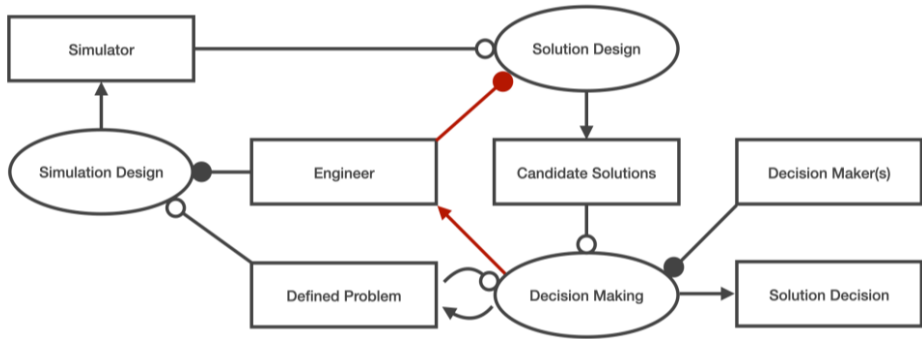 Simulator
Solution Design
Simulation Design
Engineer
Candidate Solutions
Decision Maker(s)
Defined Problem
Decision Making
Solution Decision